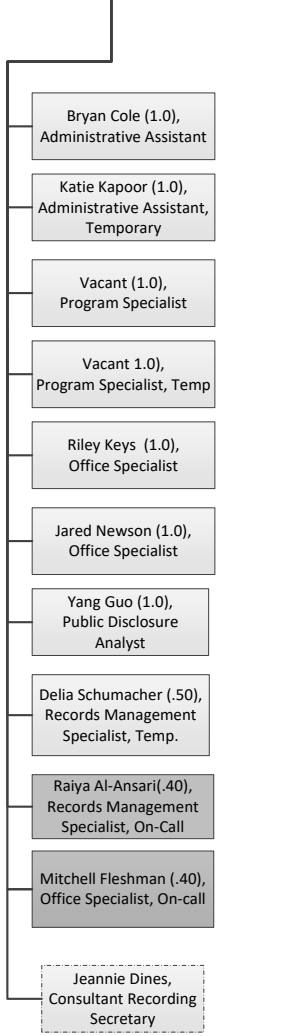 Bryan Cole (1.0),
Administrative Assistant
Katie Kapoor (1.0),
Administrative Assistant,
Temporary
Vacant (1.0),
Program Specialist
Vacant 1.0),
Program Specialist, Temp
Riley Keys  (1.0),
Office Specialist
Jared Newson (1.0),
Office Specialist
Yang Guo (1.0),
Public Disclosure
Analyst
Delia Schumacher (.50),
Records Management
Specialist, Temp.
Raiya Al-Ansari(.40),
Records Management
Specialist, On-Call
Mitchell Fleshman (.40),
Office Specialist, On-call
Jeannie Dines,
Consultant Recording
Secretary